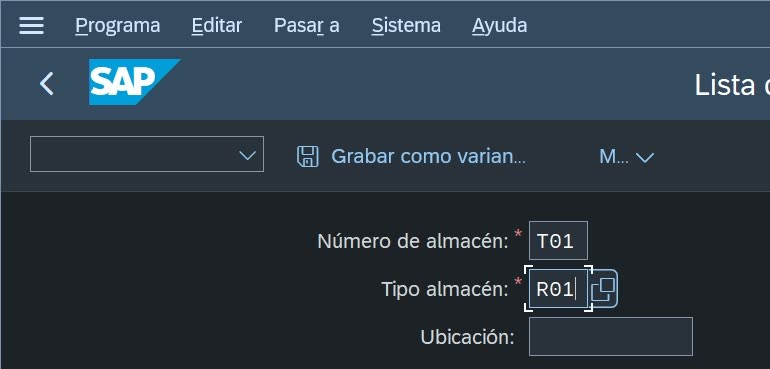 Programa Editar Pasar a Sistema Ayuda
SAP Lista
Grabar como varian... M...
Número de almacén: * T01
Tipo almacén: * R01
Ubicación: